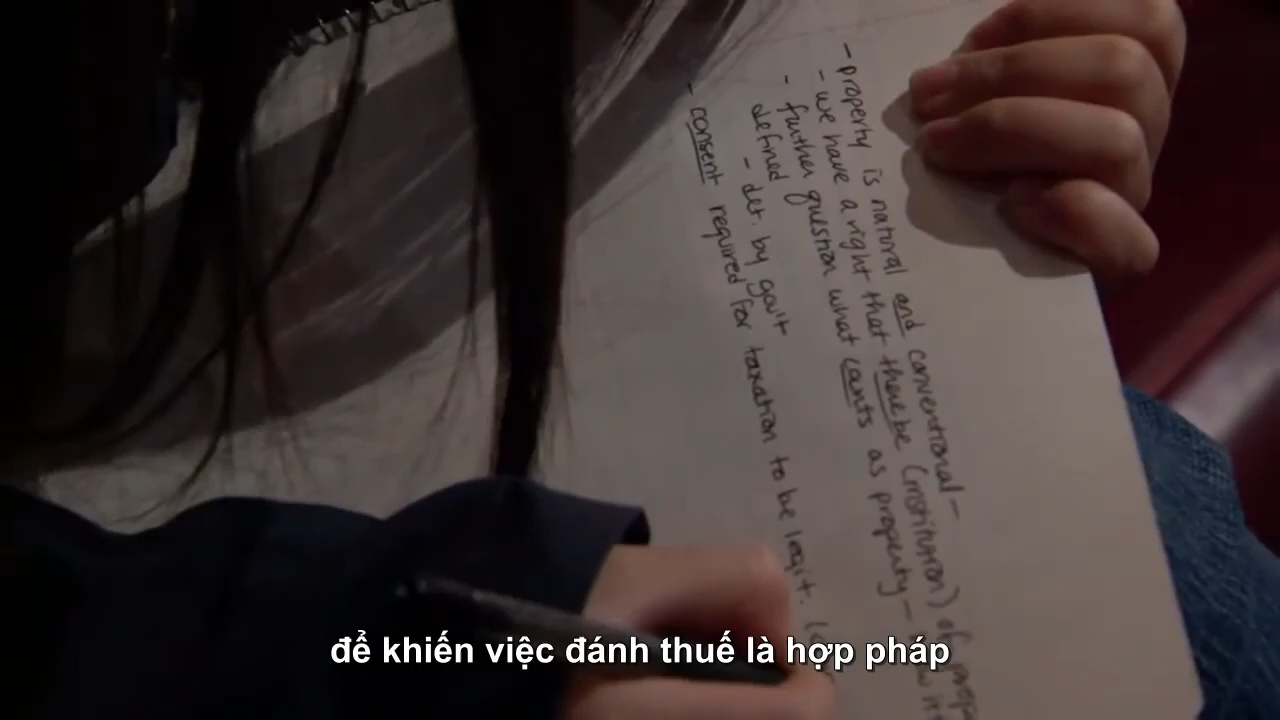 - property is natural and conventional -
- we have a right that there be (institution) of
- further question what counts as property -
defined
- det. by gov't
- consent required for taxation to be legit.
để khiến việc đánh thuế là hợp pháp